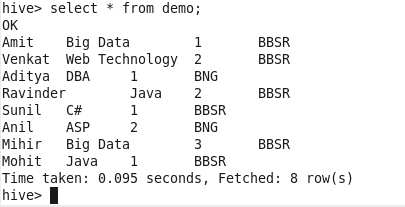 hive> select * from demo;
OK
Amit	Big Data	1	BBSR
Venkat	Web Technology	2	BBSR
Aditya	DBA	1	BNG
Ravinder	Java	2	BBSR
Sunil	C#	1	BBSR
Anil	ASP	2	BNG
Mihir	Big Data	3	BBSR
Mohit	Java	1	BBSR
Time taken: 0.095 seconds, Fetched: 8 row(s)
hive>